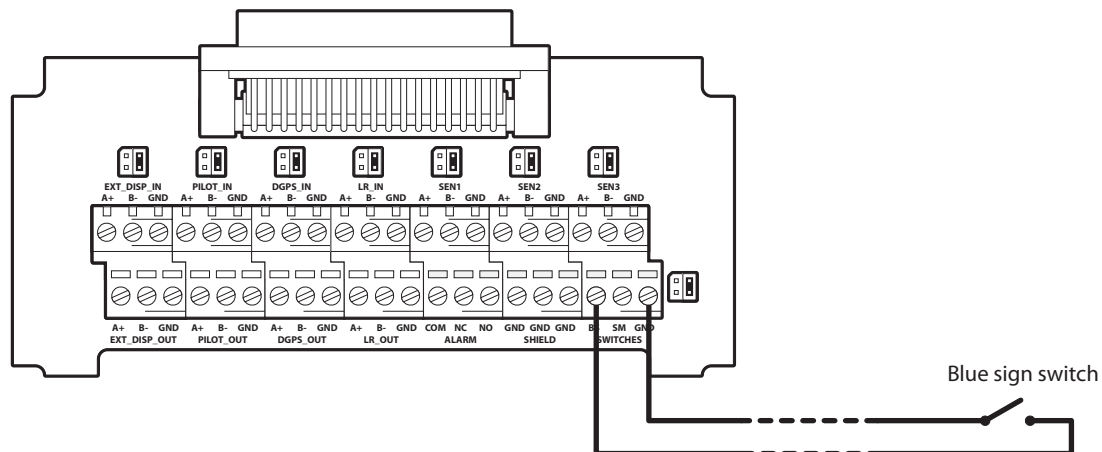 EXT_DISP_IN PILOT_IN DGPS_IN LR_IN SEN1 SEN2 SEN3
A+ B- GND A+ B- GND A+ B- GND A+ B- GND A+ B- GND A+ B- GND A+ B- GND
A+ B- GND A+ B- GND A+ B- GND A+ B- GND COM NC NO GND GND GND BS SM GND
EXT_DISP_OUT PILOT_OUT DGPS_OUT LR_OUT ALARM SHIELD SWITCHES
Blue sign switch